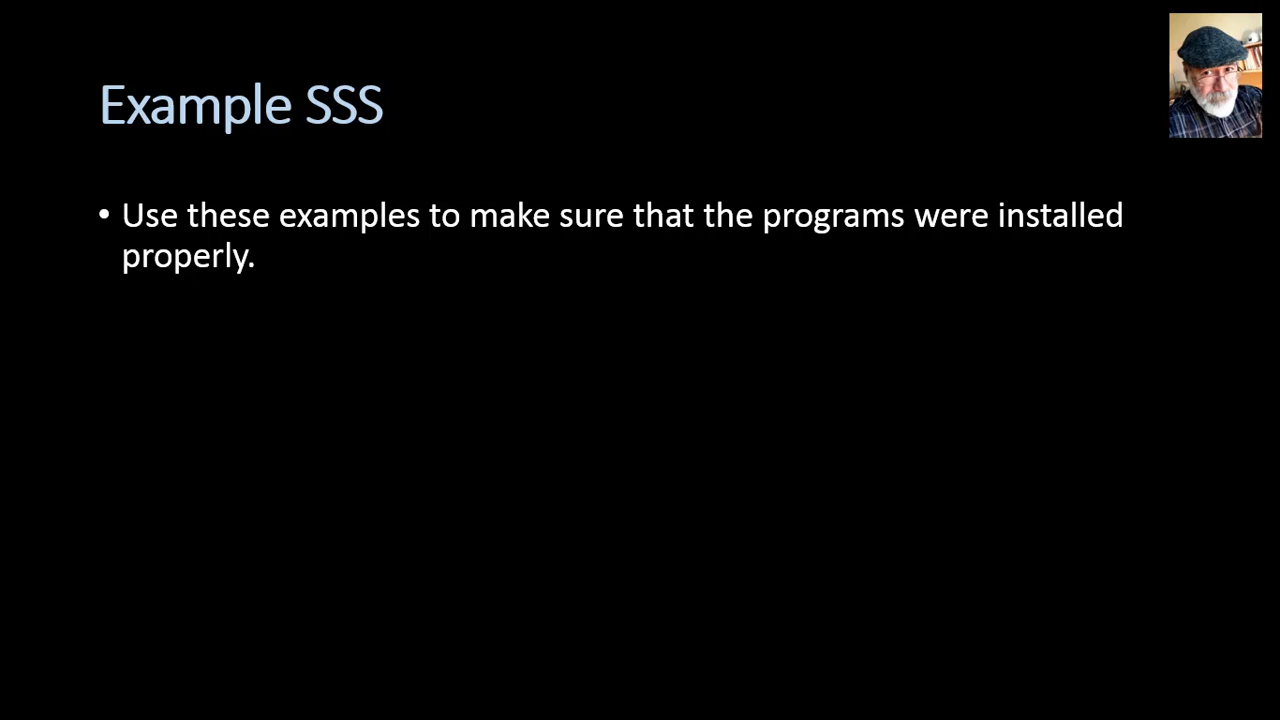 Example SSS
• Use these examples to make sure that the programs were installed
properly.